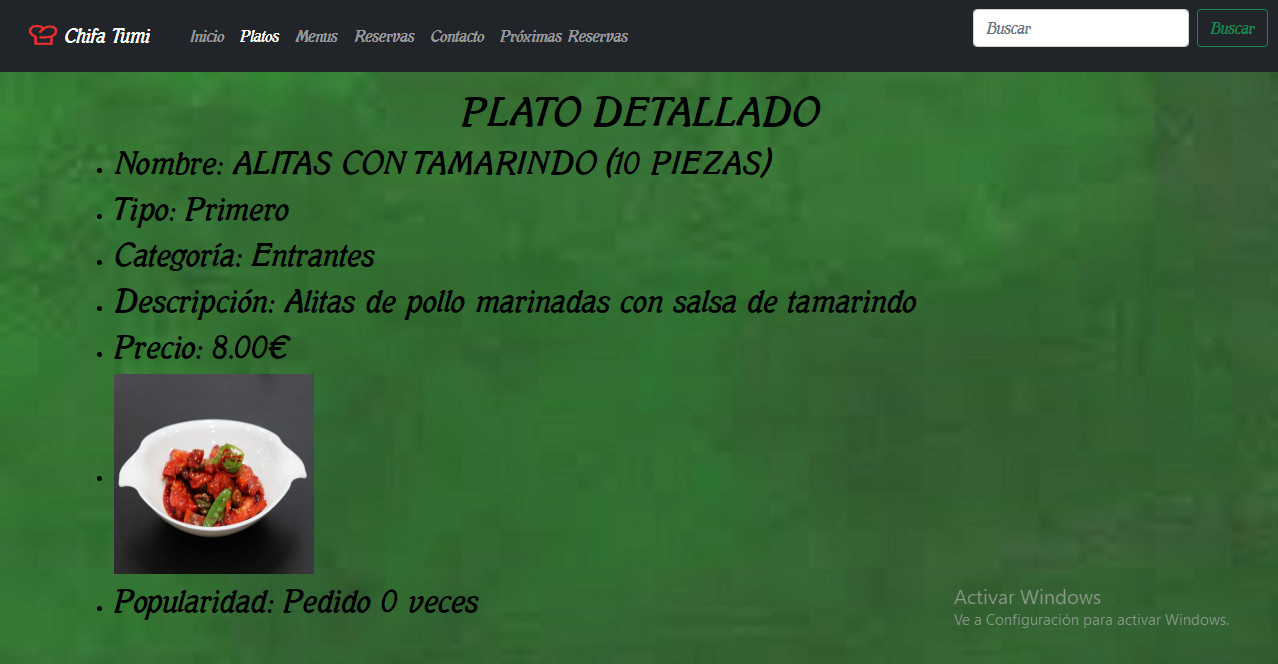 Chifa Tumi
Inicio Platos Menus Reservas Contacto Próximas Reservas
Buscar
Buscar
PLATO DETALLADO
• Nombre: ALITAS CON TAMARINDO (10 PIEZAS)
• Tipo: Primero
• Categoría: Entrantes
• Descripción: Alitas de pollo marinadas con salsa de tamarindo
• Precio: 8.00€
• Popularidad: Pedido 0 veces
Activar Windows
Ve a Configuración para activar Windows.